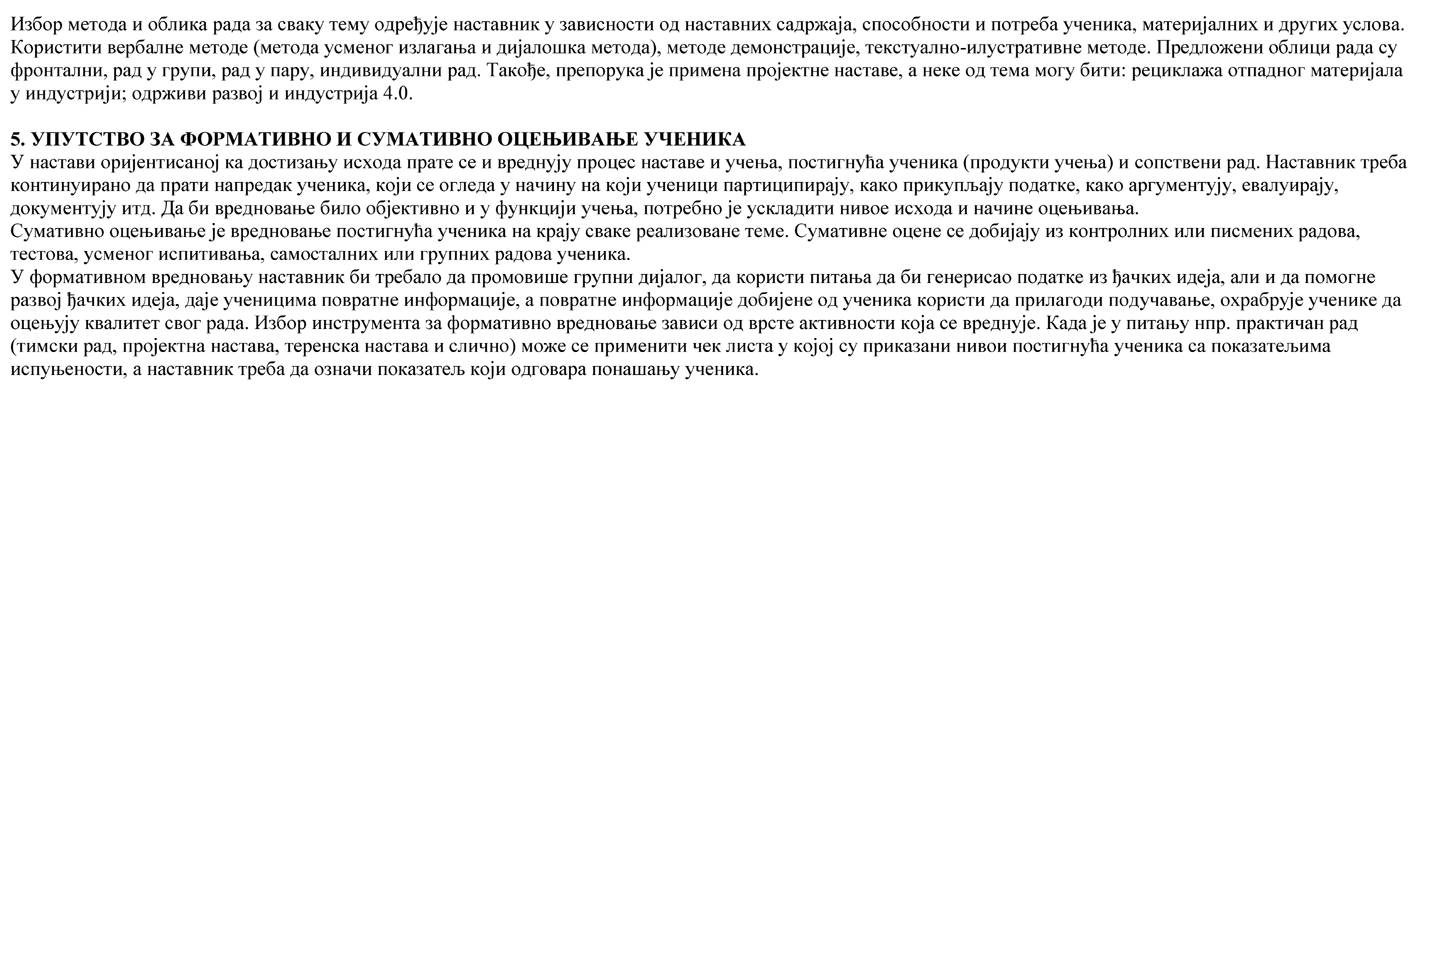 Избор метода и облика рада за сваку тему одређује наставник у зависности од наставних садржаја, способности и потреба ученика, материјалних и других услова.
Користити вербалне методе (метода усменог излагања и дијалошка метода), методе демонстрације, текстуално-илустративне методе. Предложени облици рада су
фронтални, рад у групи, рад у пару, индивидуални рад. Такође, препорука је примена пројектне наставе, а неке од тема могу бити: рециклажа отпадног материјала
у индустрији; одрживи развој и индустрија 4.0.
5. УПУТСТВО ЗА ФОРМАТИВНО И СУМАТИВНО ОЦЕЊИВАЊЕ УЧЕНИКА
У настави оријентисаној ка достизању исхода прате се и вреднују процес наставе и учења, постигнућа ученика (продукти учења) и сопствени рад. Наставник треба
континуирано да прати напредак ученика, који се огледа у начину на који ученици партиципирају, како прикупљају податке, како аргументују, евалуирају,
документују итд. Да би вредновање било објективно и у функцији учења, потребно је ускладити нивое исхода и начине оцењивања.
Сумативно оцењивање је вредновање постигнућа ученика на крају сваке реализоване теме. Сумативне оцене се добијају из контролних или писмених радова,
тестова, усменог испитивања, самосталних или групних радова ученика.
У формативном вредновању наставник би требало да промовише групни дијалог, да користи питања да би генерисао податке из ђачких идеја, али и да помогне
развој ђачких идеја, даје ученицима повратне информације, а повратне информације добијене од ученика користи да прилагоди подучавање, охрабрује ученике да
оцењују квалитет свог рада. Избор инструмента за формативно вредновање зависи од врсте активности која се вреднује. Када је у питању нпр. практичан рад
(тимски рад, пројектна настава, теренска настава и слично) може се применити чек листа у којој су приказани нивои постигнућа ученика са показатељима
испуњености, а наставник треба да означи показатељ који одговара понашању ученика.